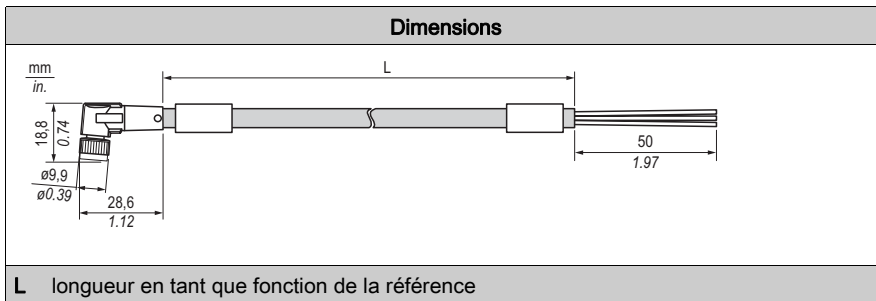 Dimensions
mm
in.
L
18,8
0.74
ø9,9
ø0.39
28,6
1.12
50
1.97
L longueur en tant que fonction de la référence